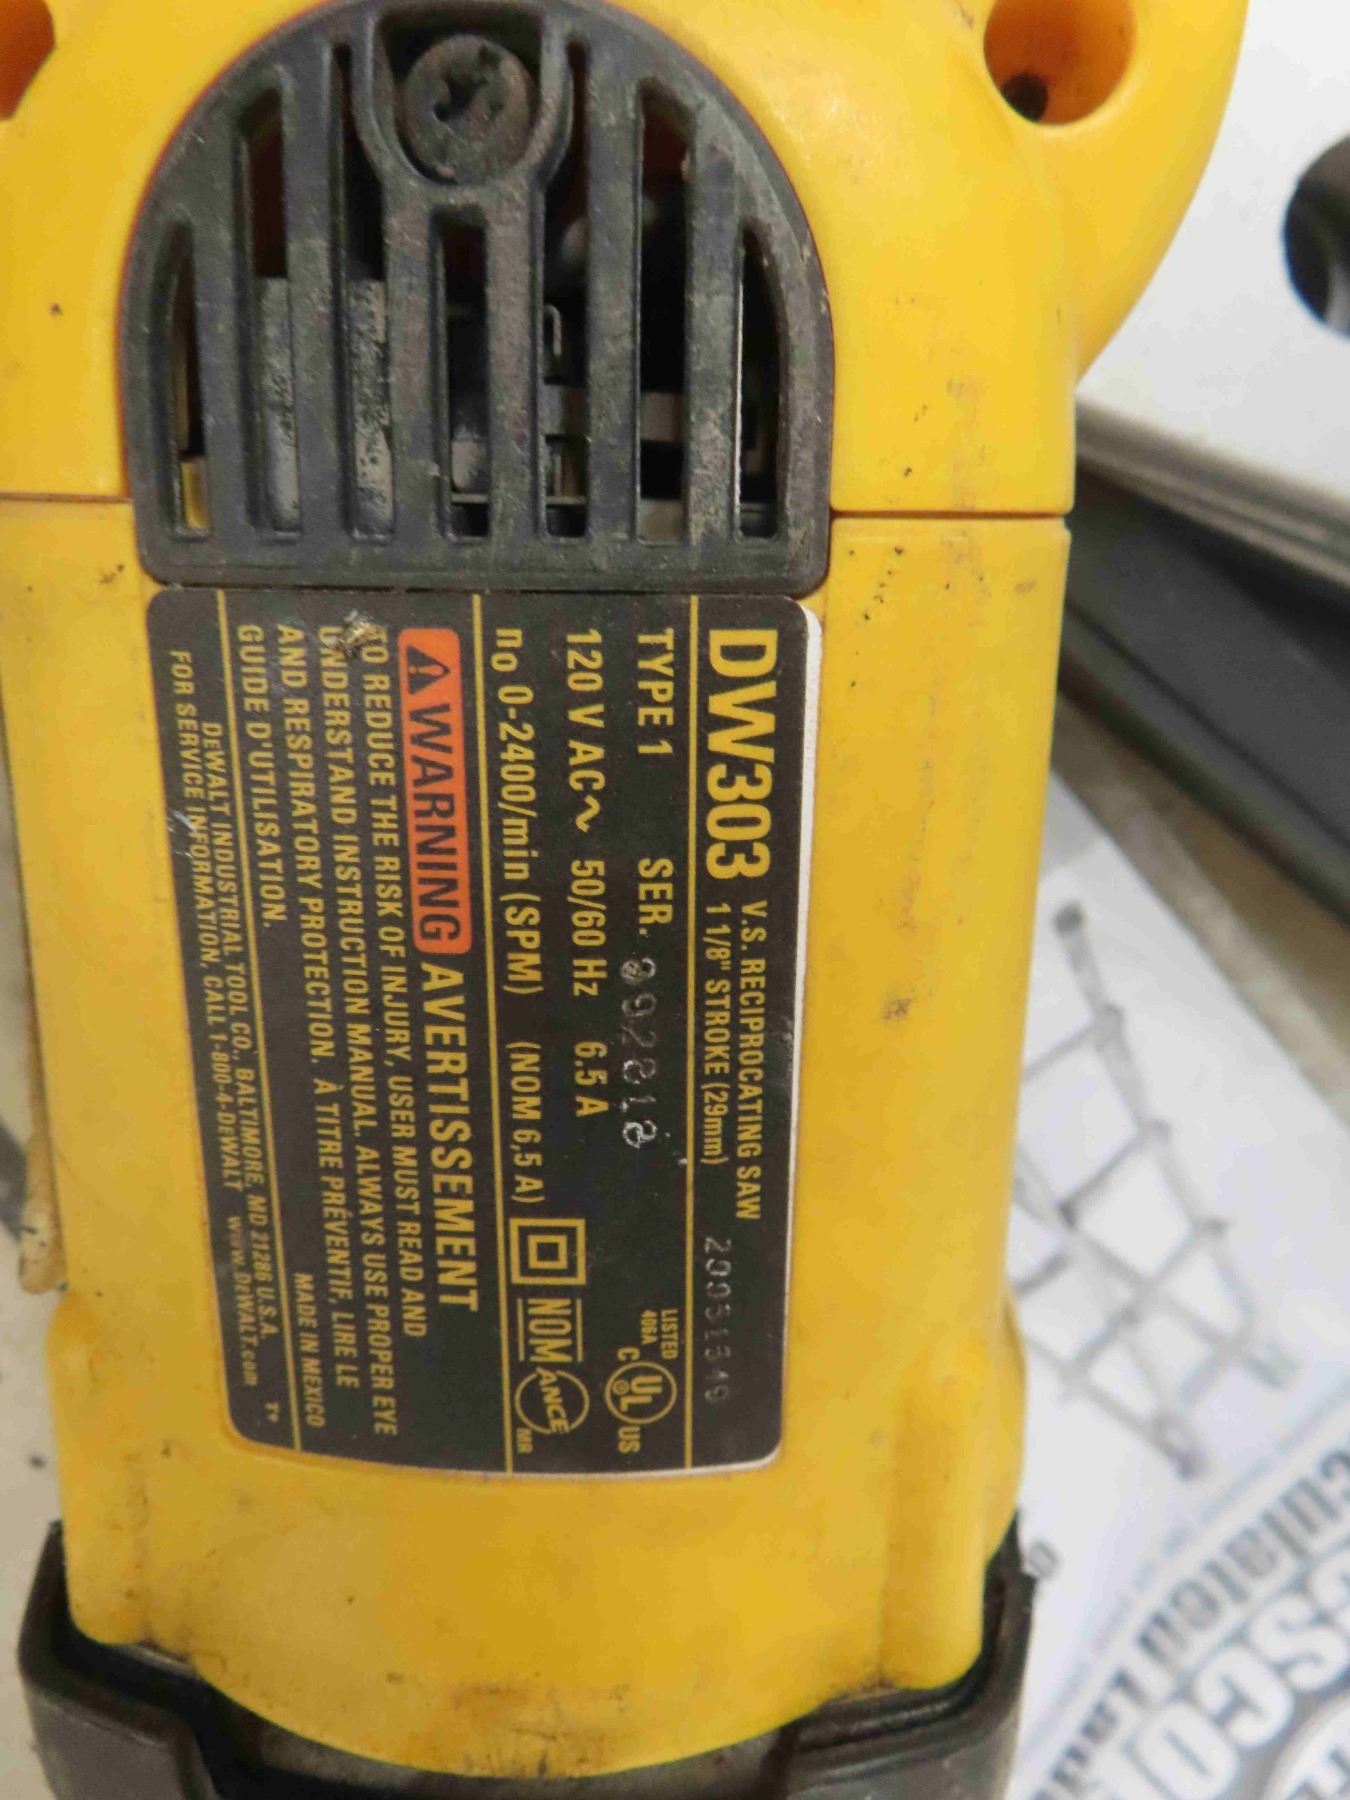 DW303 V.S. RECIPROCATING SAW
1 1/8" STROKE (29mm)
TYPE 1 SER.
120 V AC∿ 50/60 Hz 6.5 A
n₀ 0-2400/min (SPM) (NOM 6,5 A)
LISTED
406A
C UL® US
NOM ANCE MR
⚠ WARNING AVERTISSEMENT
TO REDUCE THE RISK OF INJURY, USER MUST READ AND
UNDERSTAND INSTRUCTION MANUAL. ALWAYS USE PROPER EYE
AND RESPIRATORY PROTECTION. À TITRE PRÉVENTIF, LIRE LE
GUIDE D'UTILISATION.
MADE IN MEXICO
DEWALT INDUSTRIAL TOOL CO., BALTIMORE, MD 21286 U.S.A.
FOR SERVICE INFORMATION, CALL 1-800-4-DEWALT www.DEWALT.com